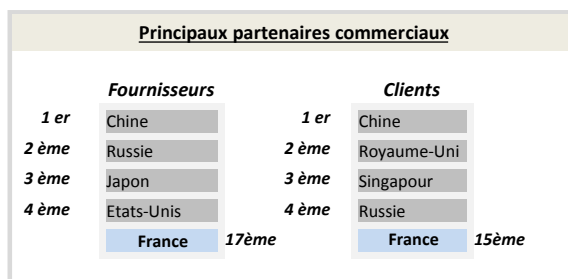 Principaux partenaires commerciaux
Fournisseurs
1 er Chine
2 ème Russie
3 ème Japon
4 ème Etats-Unis
France 17ème
Clients
1 er Chine
2 ème Royaume-Uni
3 ème Singapour
4 ème Russie
France 15ème